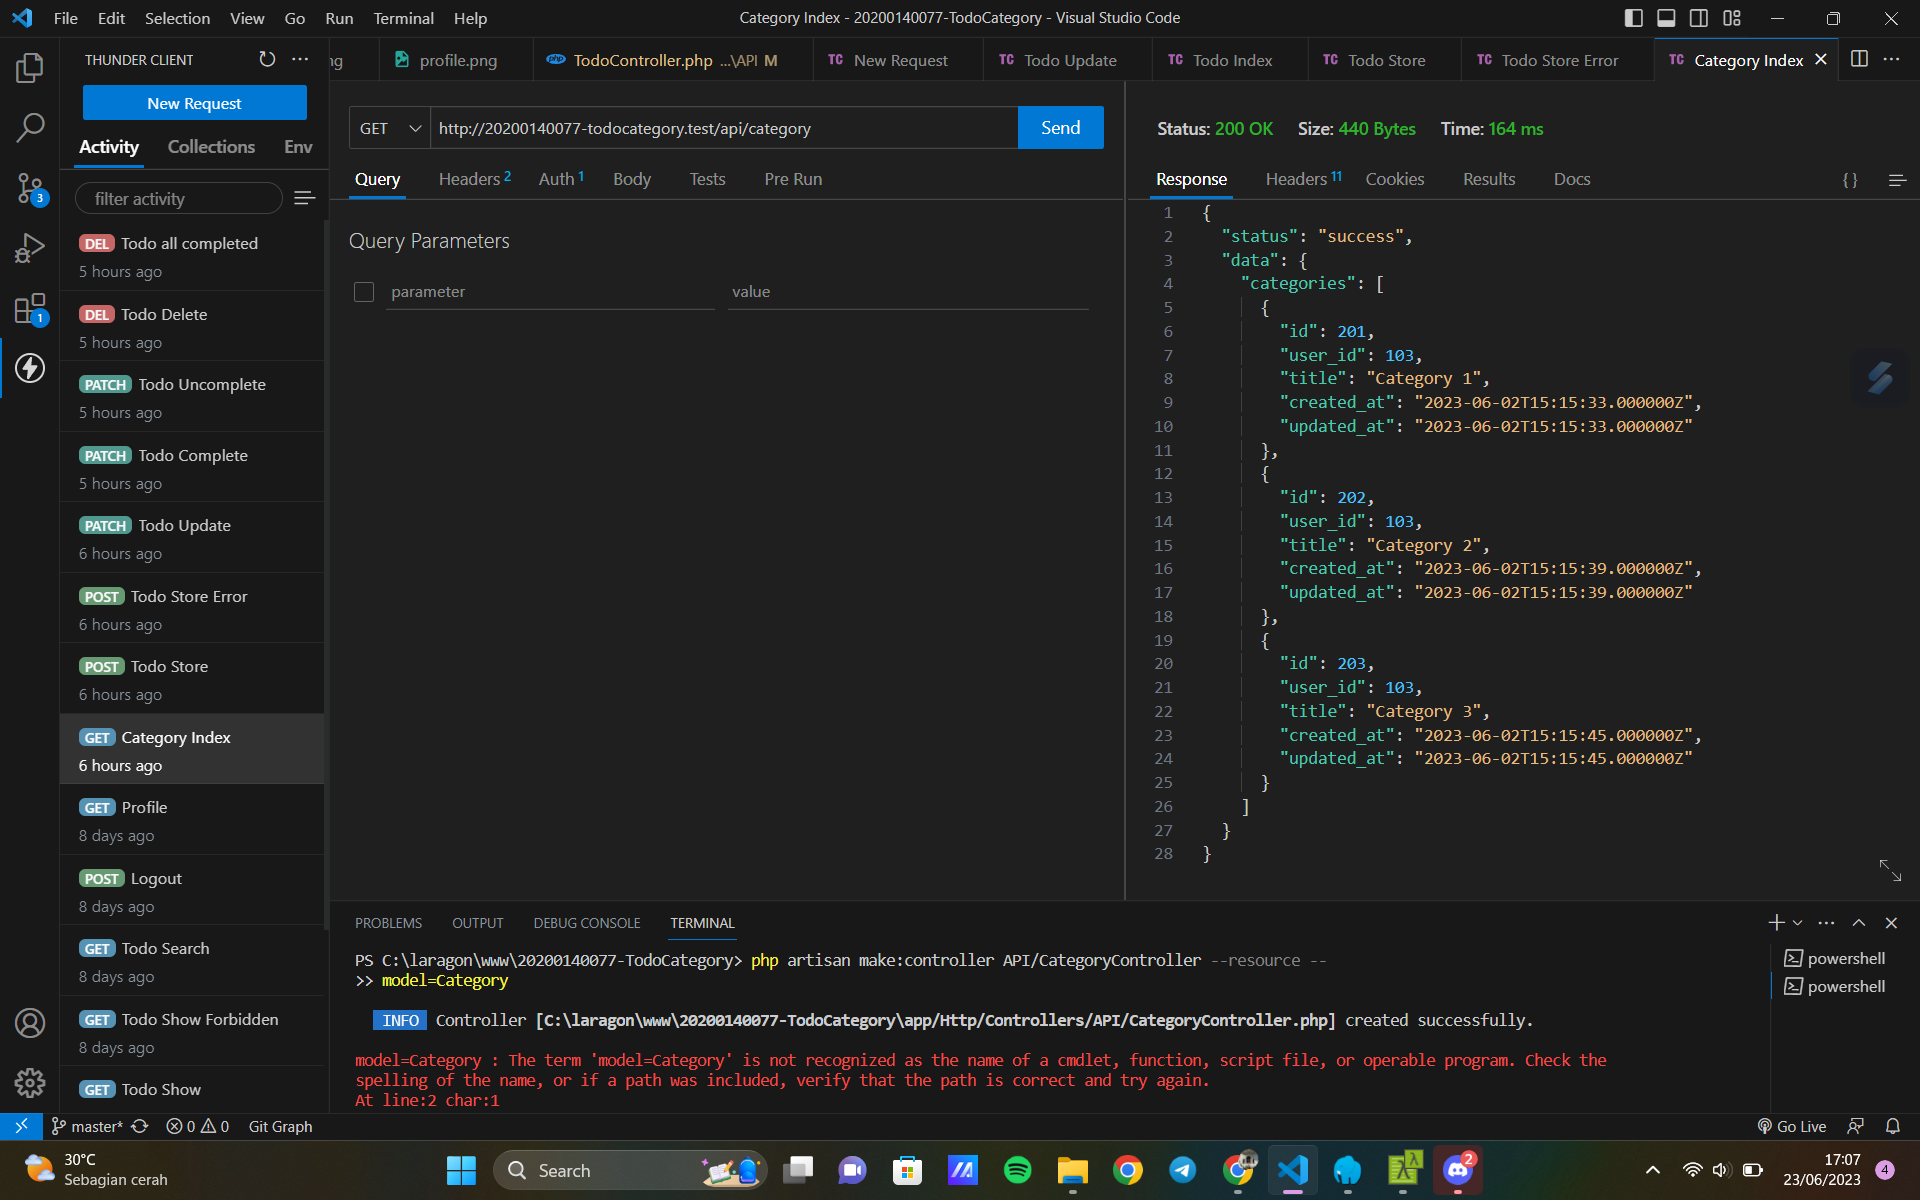 File Edit Selection View Go Run Terminal Help
Category Index - 20200140077-TodoCategory - Visual Studio Code
THUNDER CLIENT
New Request
Activity Collections Env
filter activity
DEL Todo all completed
5 hours ago
DEL Todo Delete
5 hours ago
PATCH Todo Uncomplete
5 hours ago
PATCH Todo Complete
5 hours ago
PATCH Todo Update
6 hours ago
POST Todo Store Error
6 hours ago
POST Todo Store
6 hours ago
GET Category Index
6 hours ago
GET Profile
8 days ago
POST Logout
8 days ago
GET Todo Search
8 days ago
GET Todo Show Forbidden
8 days ago
GET Todo Show
3
1
ng profile.png php TodoController.php ...\API M TC New Request TC Todo Update TC Todo Index TC Todo Store TC Todo Store Error TC Category Index
GET http://20200140077-todocategory.test/api/category Send
Query Headers 2 Auth 1 Body Tests Pre Run
Query Parameters
parameter value
Status: 200 OK Size: 440 Bytes Time: 164 ms
Response Headers 11 Cookies Results Docs { }
1 {
2 "status": "success",
3 "data": {
4 "categories": [
5 {
6 "id": 201,
7 "user_id": 103,
8 "title": "Category 1",
9 "created_at": "2023-06-02T15:15:33.000000Z",
10 "updated_at": "2023-06-02T15:15:33.000000Z"
11 },
12 {
13 "id": 202,
14 "user_id": 103,
15 "title": "Category 2",
16 "created_at": "2023-06-02T15:15:39.000000Z",
17 "updated_at": "2023-06-02T15:15:39.000000Z"
18 },
19 {
20 "id": 203,
21 "user_id": 103,
22 "title": "Category 3",
23 "created_at": "2023-06-02T15:15:45.000000Z",
24 "updated_at": "2023-06-02T15:15:45.000000Z"
25 }
26 ]
27 }
28 }
PROBLEMS OUTPUT DEBUG CONSOLE TERMINAL
PS C:\laragon\www\20200140077-TodoCategory> php artisan make:controller API/CategoryController --resource --
>> model=Category
INFO Controller [C:\laragon\www\20200140077-TodoCategory\app/Http/Controllers/API/CategoryController.php] created successfully.
model=Category : The term 'model=Category' is not recognized as the name of a cmdlet, function, script file, or operable program. Check the
spelling of the name, or if a path was included, verify that the path is correct and try again.
At line:2 char:1
powershell
powershell
master* 0 0 Git Graph Go Live
30°C
Sebagian cerah
Search
2
17:07
23/06/2023
4